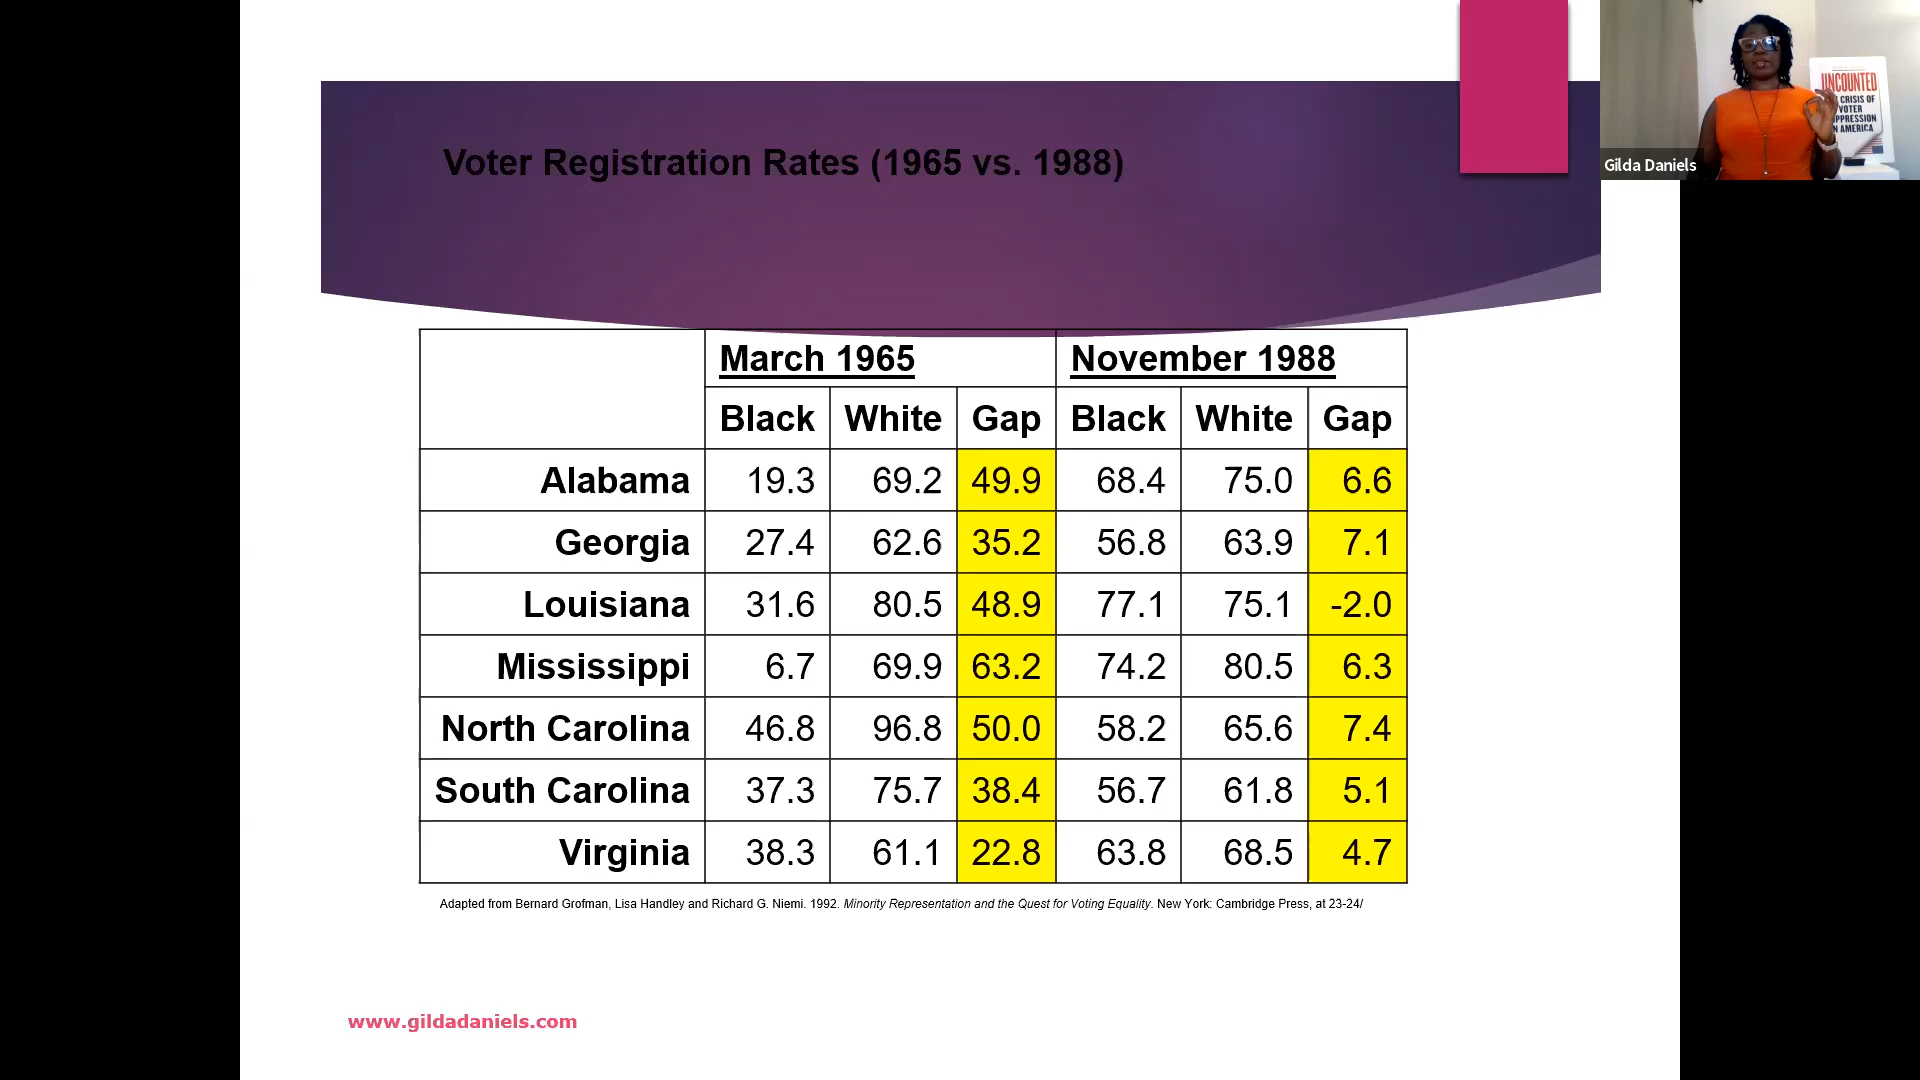 Voter Registration Rates (1965 vs. 1988)
March 1965 November 1988
Black White Gap Black White Gap
Alabama 19.3 69.2 49.9 68.4 75.0 6.6
Georgia 27.4 62.6 35.2 56.8 63.9 7.1
Louisiana 31.6 80.5 48.9 77.1 75.1 -2.0
Mississippi 6.7 69.9 63.2 74.2 80.5 6.3
North Carolina 46.8 96.8 50.0 58.2 65.6 7.4
South Carolina 37.3 75.7 38.4 56.7 61.8 5.1
Virginia 38.3 61.1 22.8 63.8 68.5 4.7
Adapted from Bernard Grofman, Lisa Handley and Richard G. Niemi. 1992. Minority Representation and the Quest for Voting Equality. New York: Cambridge Press, at 23-24/
www.gildadaniels.com
UNCOUNTED
CRISIS OF
VOTER
PPRESSION
N AMERICA
Gilda Daniels